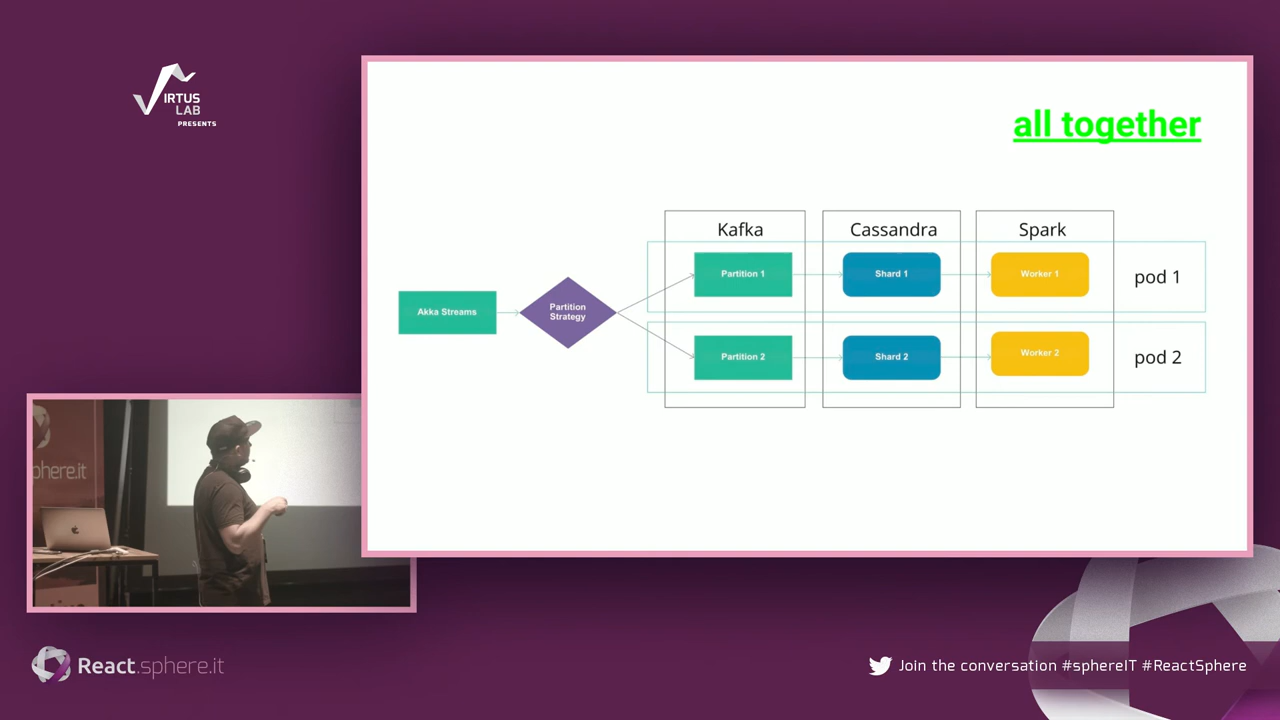 VIRTUS
LAB
PRESENTS
all together
Kafka
Cassandra
Spark
Partition 1
Shard 1
Worker 1
pod 1
Akka Streams
Partition
Strategy
Partition 2
Shard 2
Worker 2
pod 2
phere.it
React.sphere.it
Join the conversation #sphereIT #ReactSphere